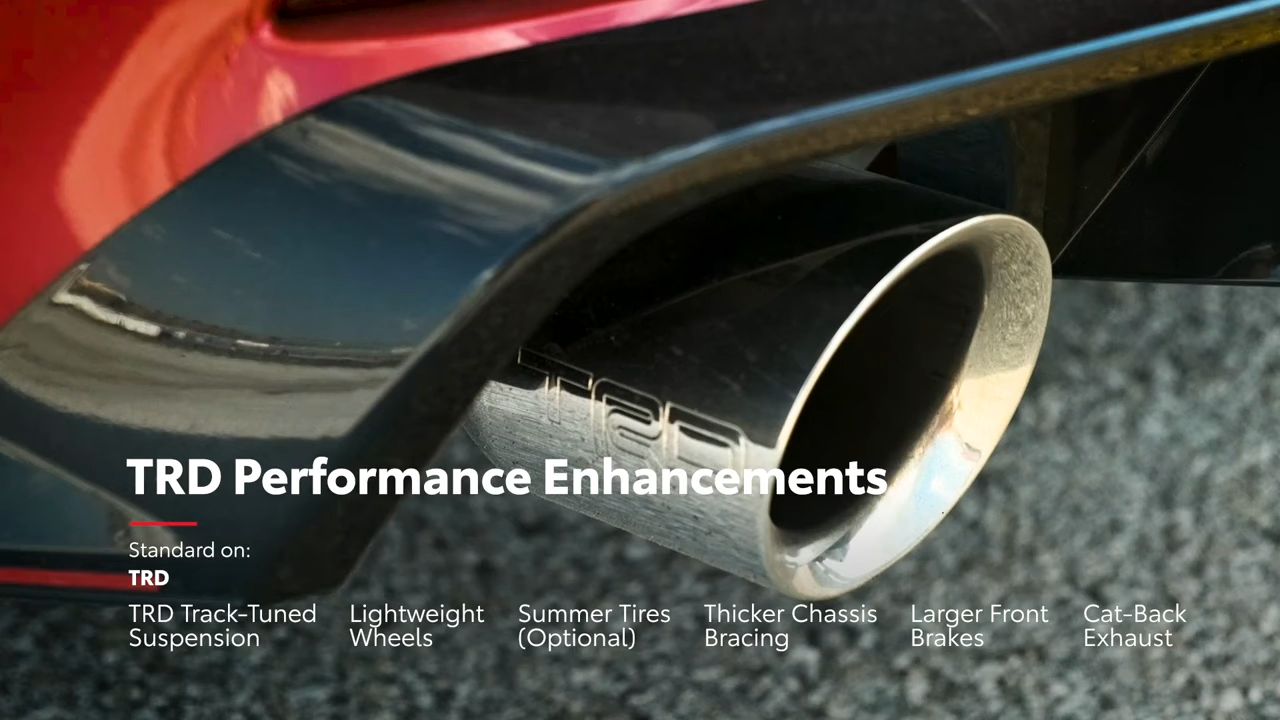 TRD
TRD Performance Enhancements
Standard on:
TRD
TRD Track-Tuned
Suspension
Lightweight
Wheels
Summer Tires
(Optional)
Thicker Chassis
Bracing
Larger Front
Brakes
Cat-Back
Exhaust